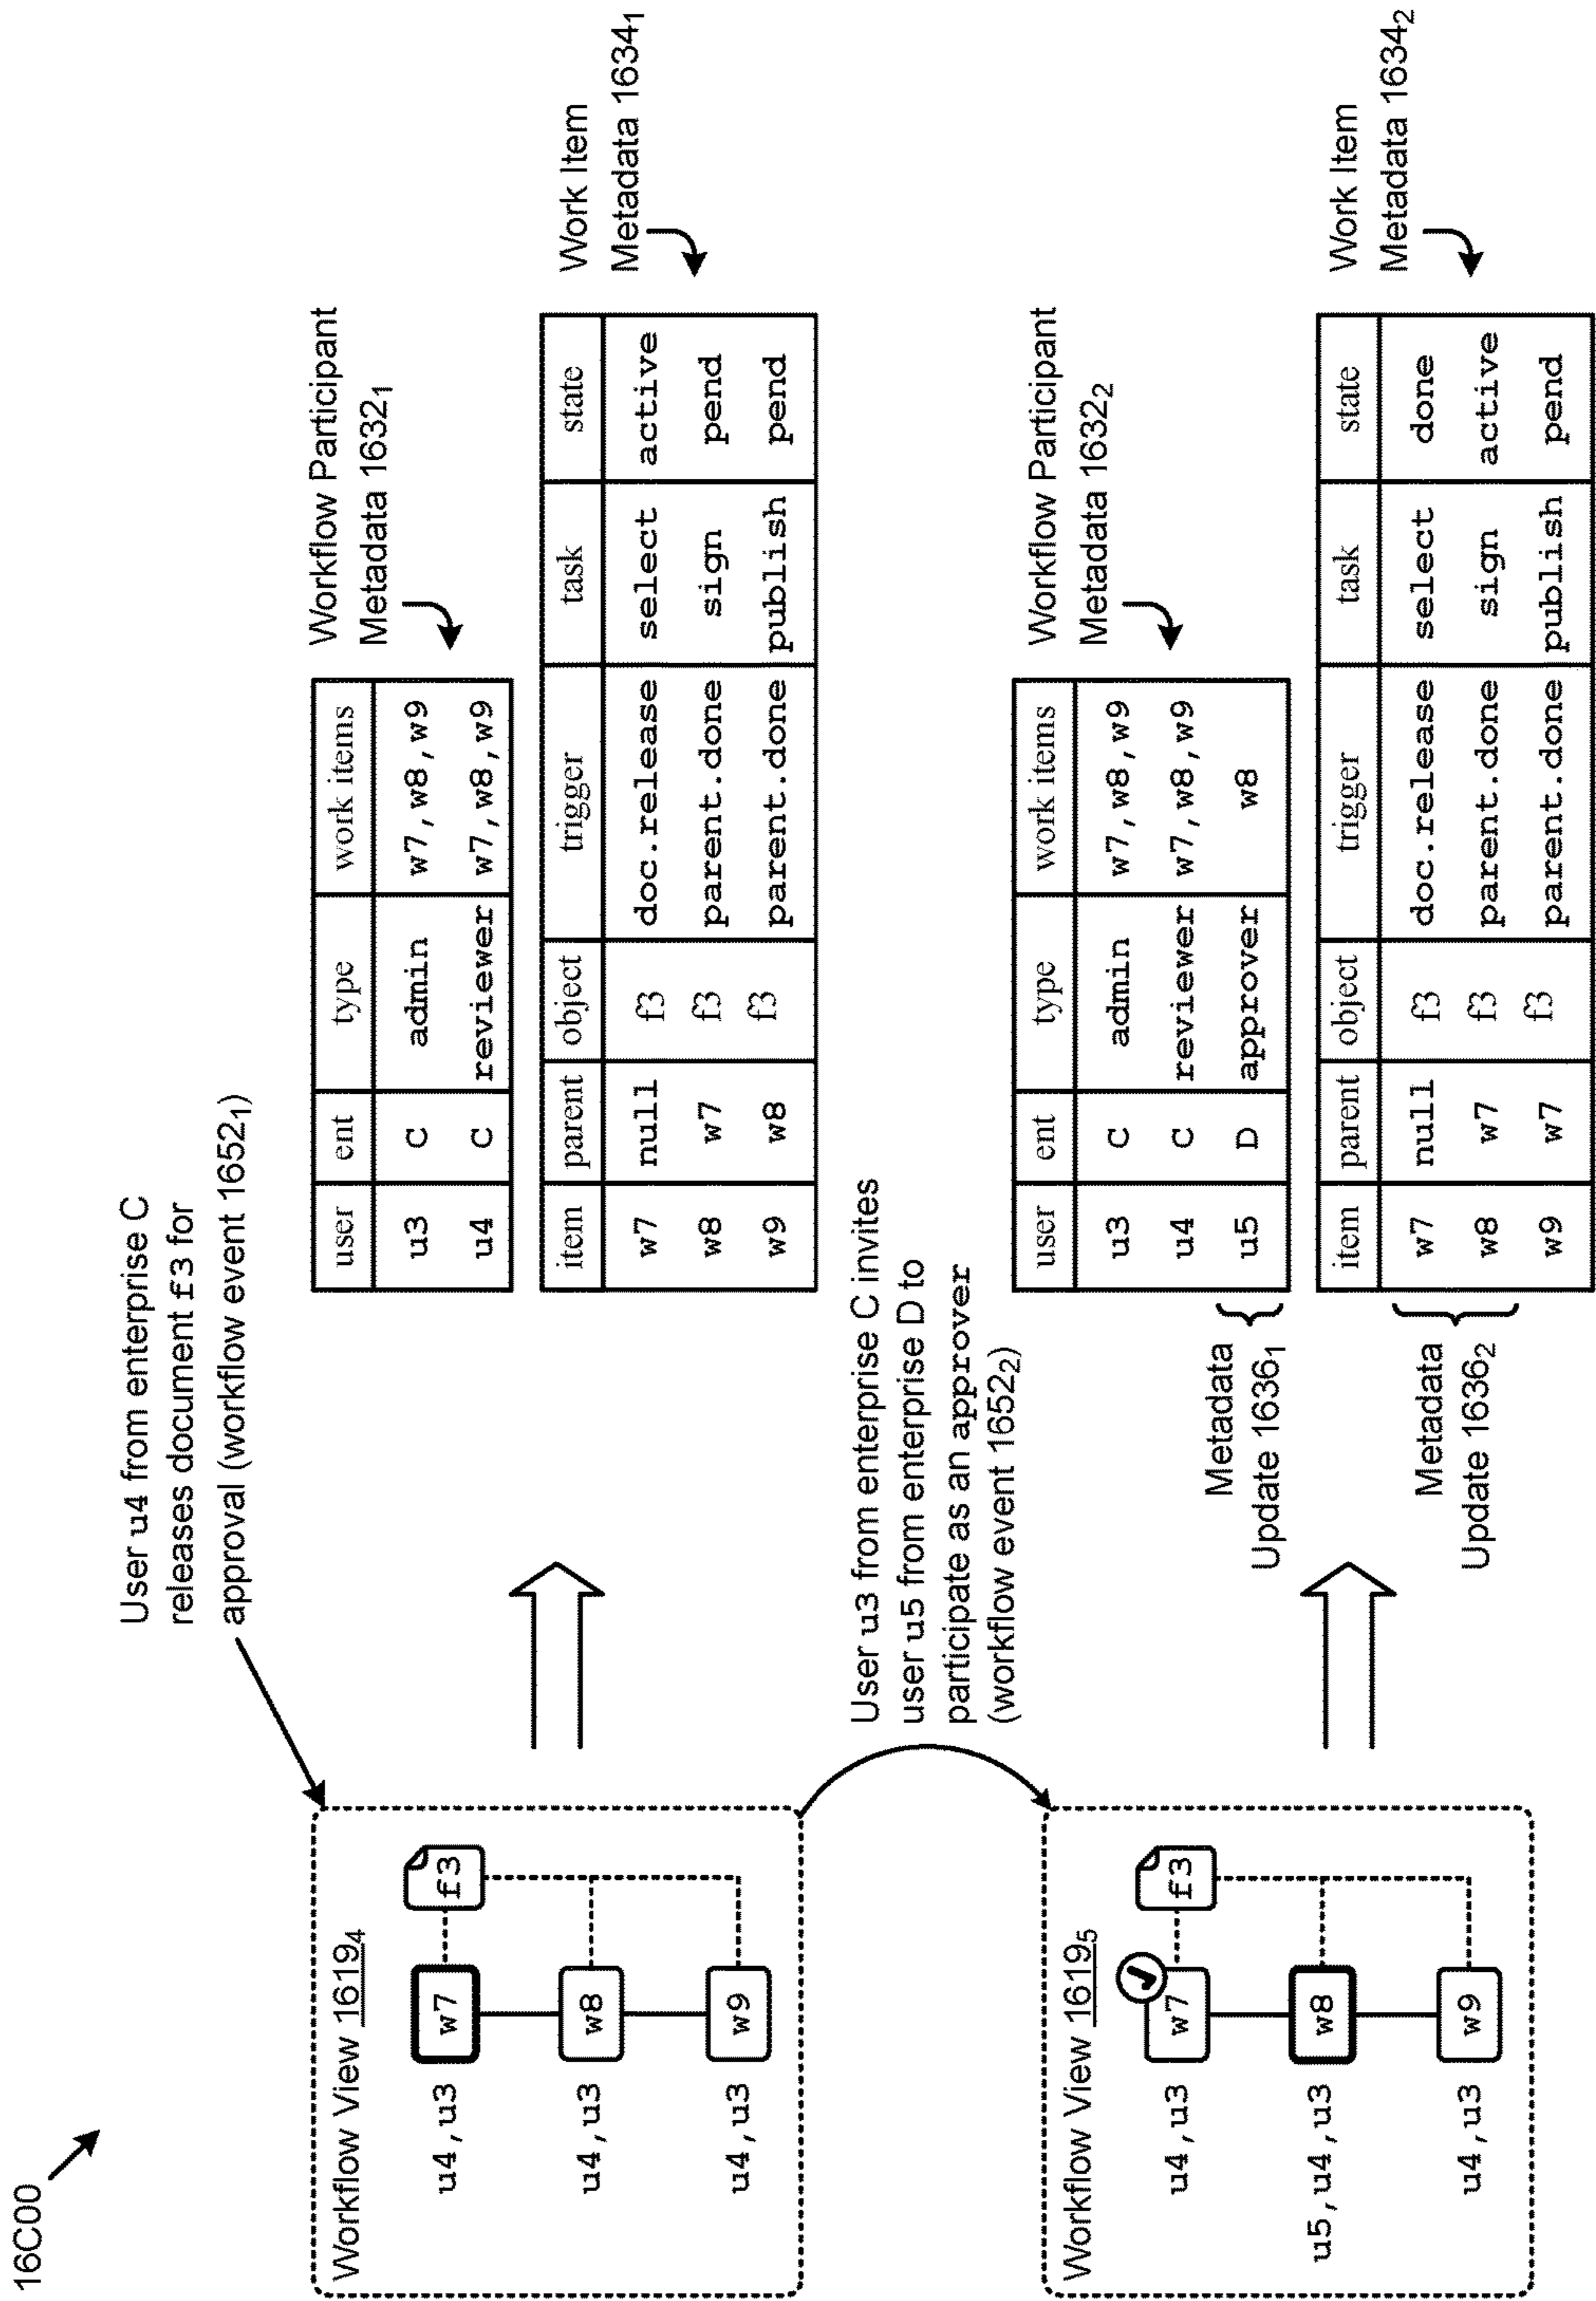 16C00
User u4 from enterprise C
releases document f3 for
approval (workflow event 1652₁)
Workflow View 1619₄
f3
w7
w8
w9
u4,u3
u4,u3
u4,u3
Workflow Participant
Metadata 1632₁
user ent type work items
u3 C admin w7,w8,w9
u4 C reviewer w7,w8,w9
Work Item
Metadata 1634₁
item parent object trigger task state
w7 null f3 doc.release select active
w8 w7 f3 parent.done sign pend
w9 w8 f3 parent.done publish pend
User u3 from enterprise C invites
user u5 from enterprise D to
participate as an approver
(workflow event 1652₂)
Workflow View 1619₅
f3
w7
w8
w9
u4,u3
u5,u4,u3
u4,u3
Workflow Participant
Metadata 1632₂
user ent type work items
u3 C admin w7,w8,w9
u4 C reviewer w7,w8,w9
u5 D approver w8
Metadata
Update 1636₁
Work Item
Metadata 1634₂
item parent object trigger task state
w7 null f3 doc.release select done
w8 w7 f3 parent.done sign active
w9 w7 f3 parent.done publish pend
Metadata
Update 1636₂